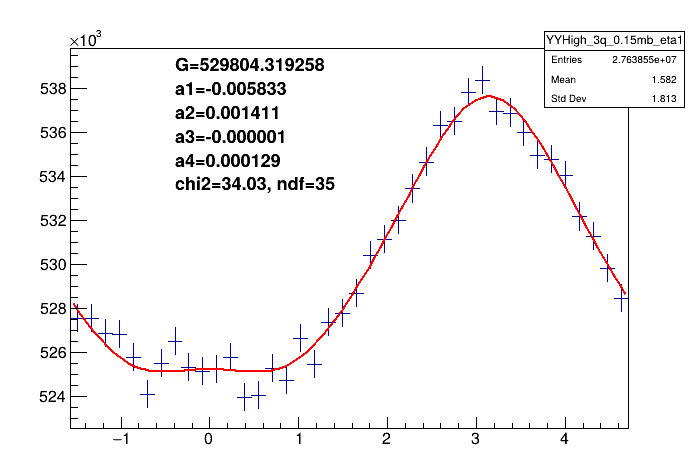 ×10³
YYHigh_3q_0.15mb_eta1
Entries 2.763855e+07
Mean 1.582
Std Dev 1.813
G=529804.319258
a1=-0.005833
a2=0.001411
a3=-0.000001
a4=0.000129
chi2=34.03, ndf=35
538
536
534
532
530
528
526
524
−1 0 1 2 3 4